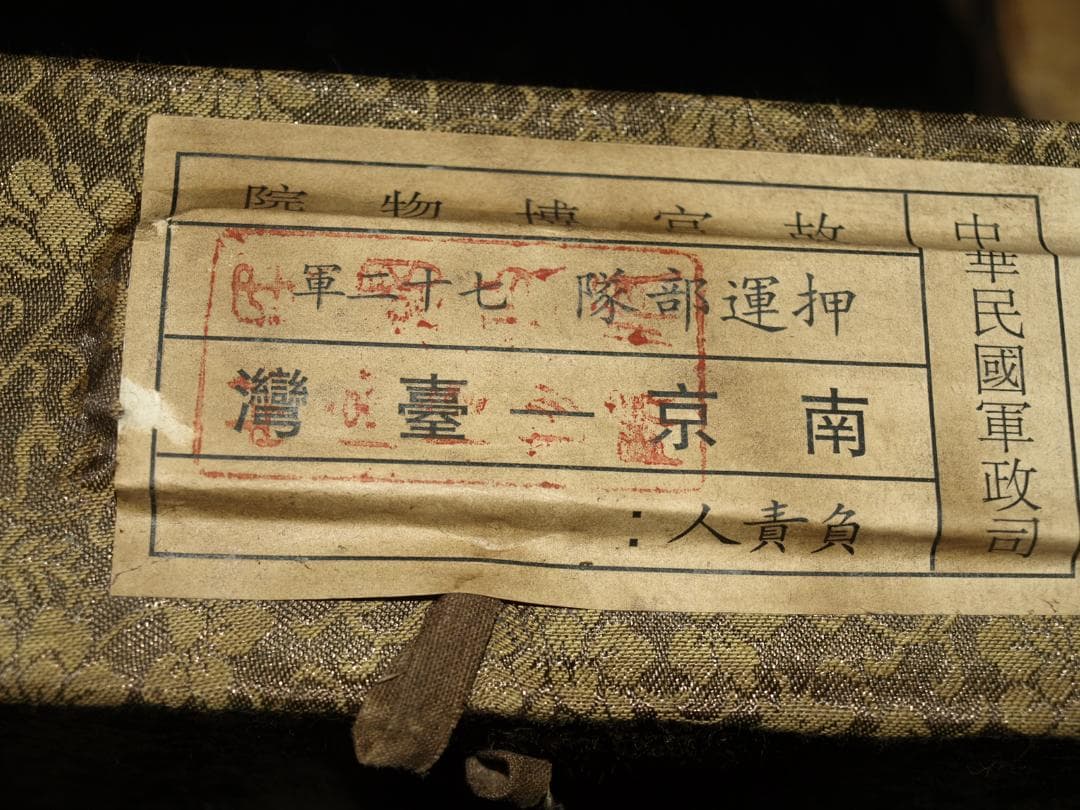 中華民國軍政司
故宮博物院
押運部隊 七十二軍
南京—臺灣
負責人：